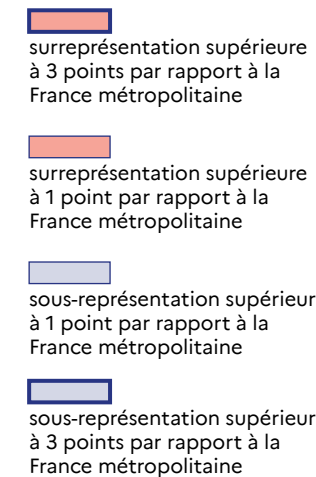 surreprésentation supérieure
à 3 points par rapport à la
France métropolitaine
surreprésentation supérieure
à 1 point par rapport à la
France métropolitaine
sous-représentation supérieur
à 1 point par rapport à la
France métropolitaine
sous-représentation supérieur
à 3 points par rapport à la
France métropolitaine